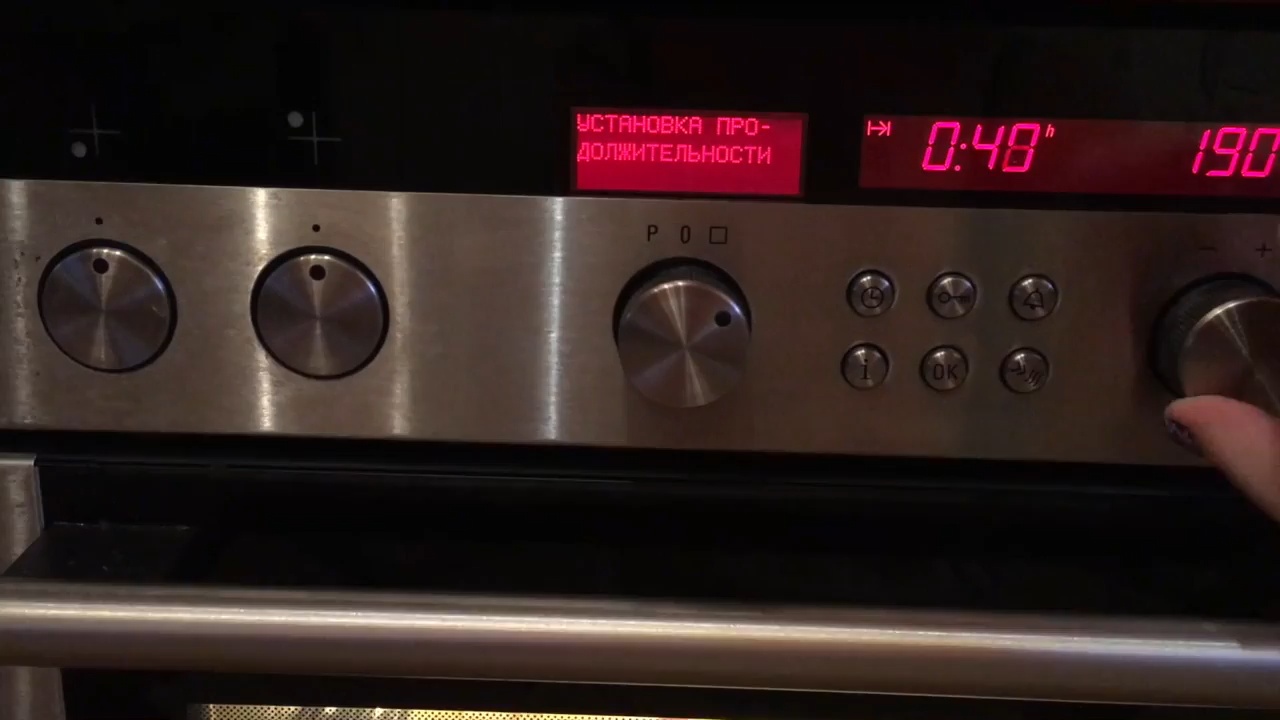 УСТАНОВКА ПРО-
ДОЛЖИТЕЛЬНОСТИ
0:48 h
190
P 0
- +
i OK